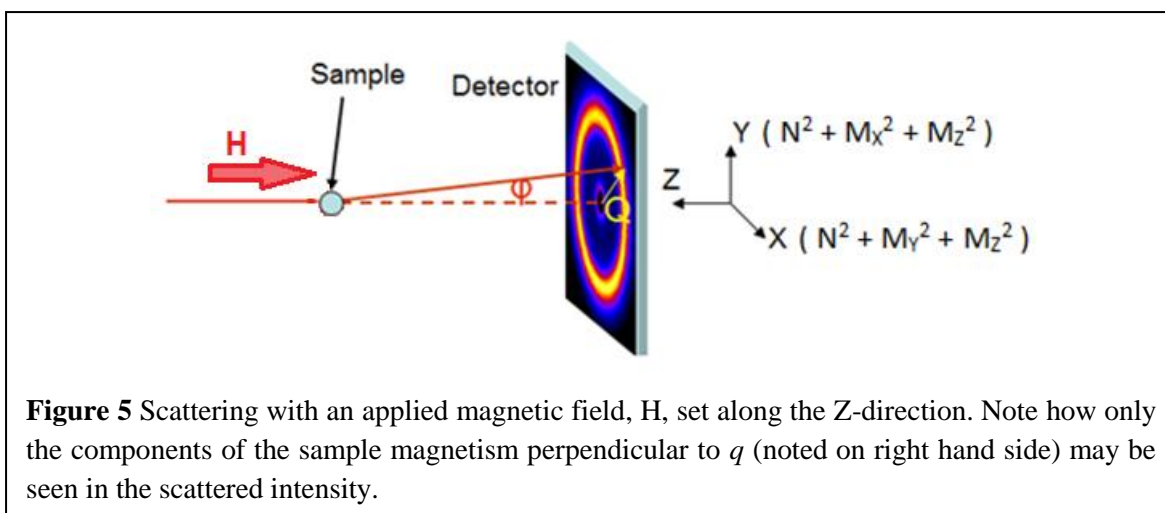 Sample
Detector
H
φ
Q
Y ( N² + Mx² + Mz² )
Z
X ( N² + MY² + Mz² )
Figure 5 Scattering with an applied magnetic field, H, set along the Z-direction. Note how only
the components of the sample magnetism perpendicular to q (noted on right hand side) may be
seen in the scattered intensity.